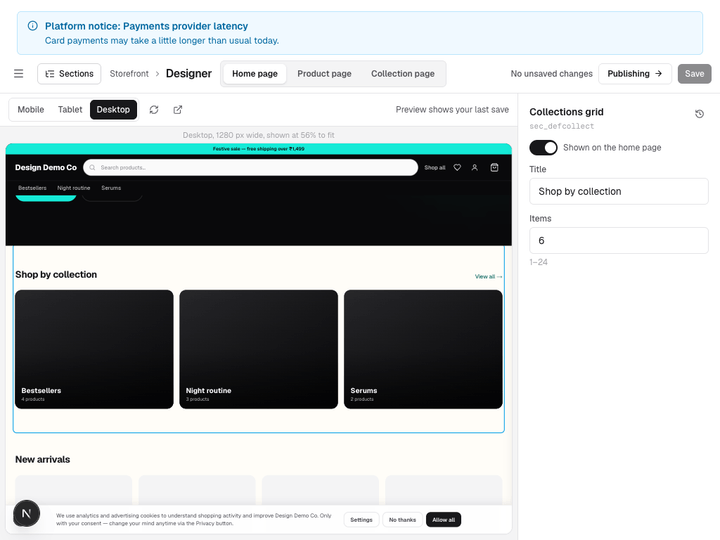 Platform notice: Payments provider latency
Card payments may take a little longer than usual today.
Sections
Storefront > Designer
Home page
Product page
Collection page
No unsaved changes
Publishing →
Save
Mobile
Tablet
Desktop
Preview shows your last save
Desktop, 1280 px wide, shown at 56% to fit
Festive sale — free shipping over ₹1,499
Design Demo Co
Search products…
Shop all
Bestsellers
Night routine
Serums
Shop by collection
View all →
Bestsellers
4 products
Night routine
3 products
Serums
2 products
New arrivals
N
We use analytics and advertising cookies to understand shopping activity and improve Design Demo Co. Only
with your consent — change your mind anytime via the Privacy button.
Settings
No thanks
Allow all
Collections grid
sec_defcollect
Shown on the home page
Title
Shop by collection
Items
6
1–24